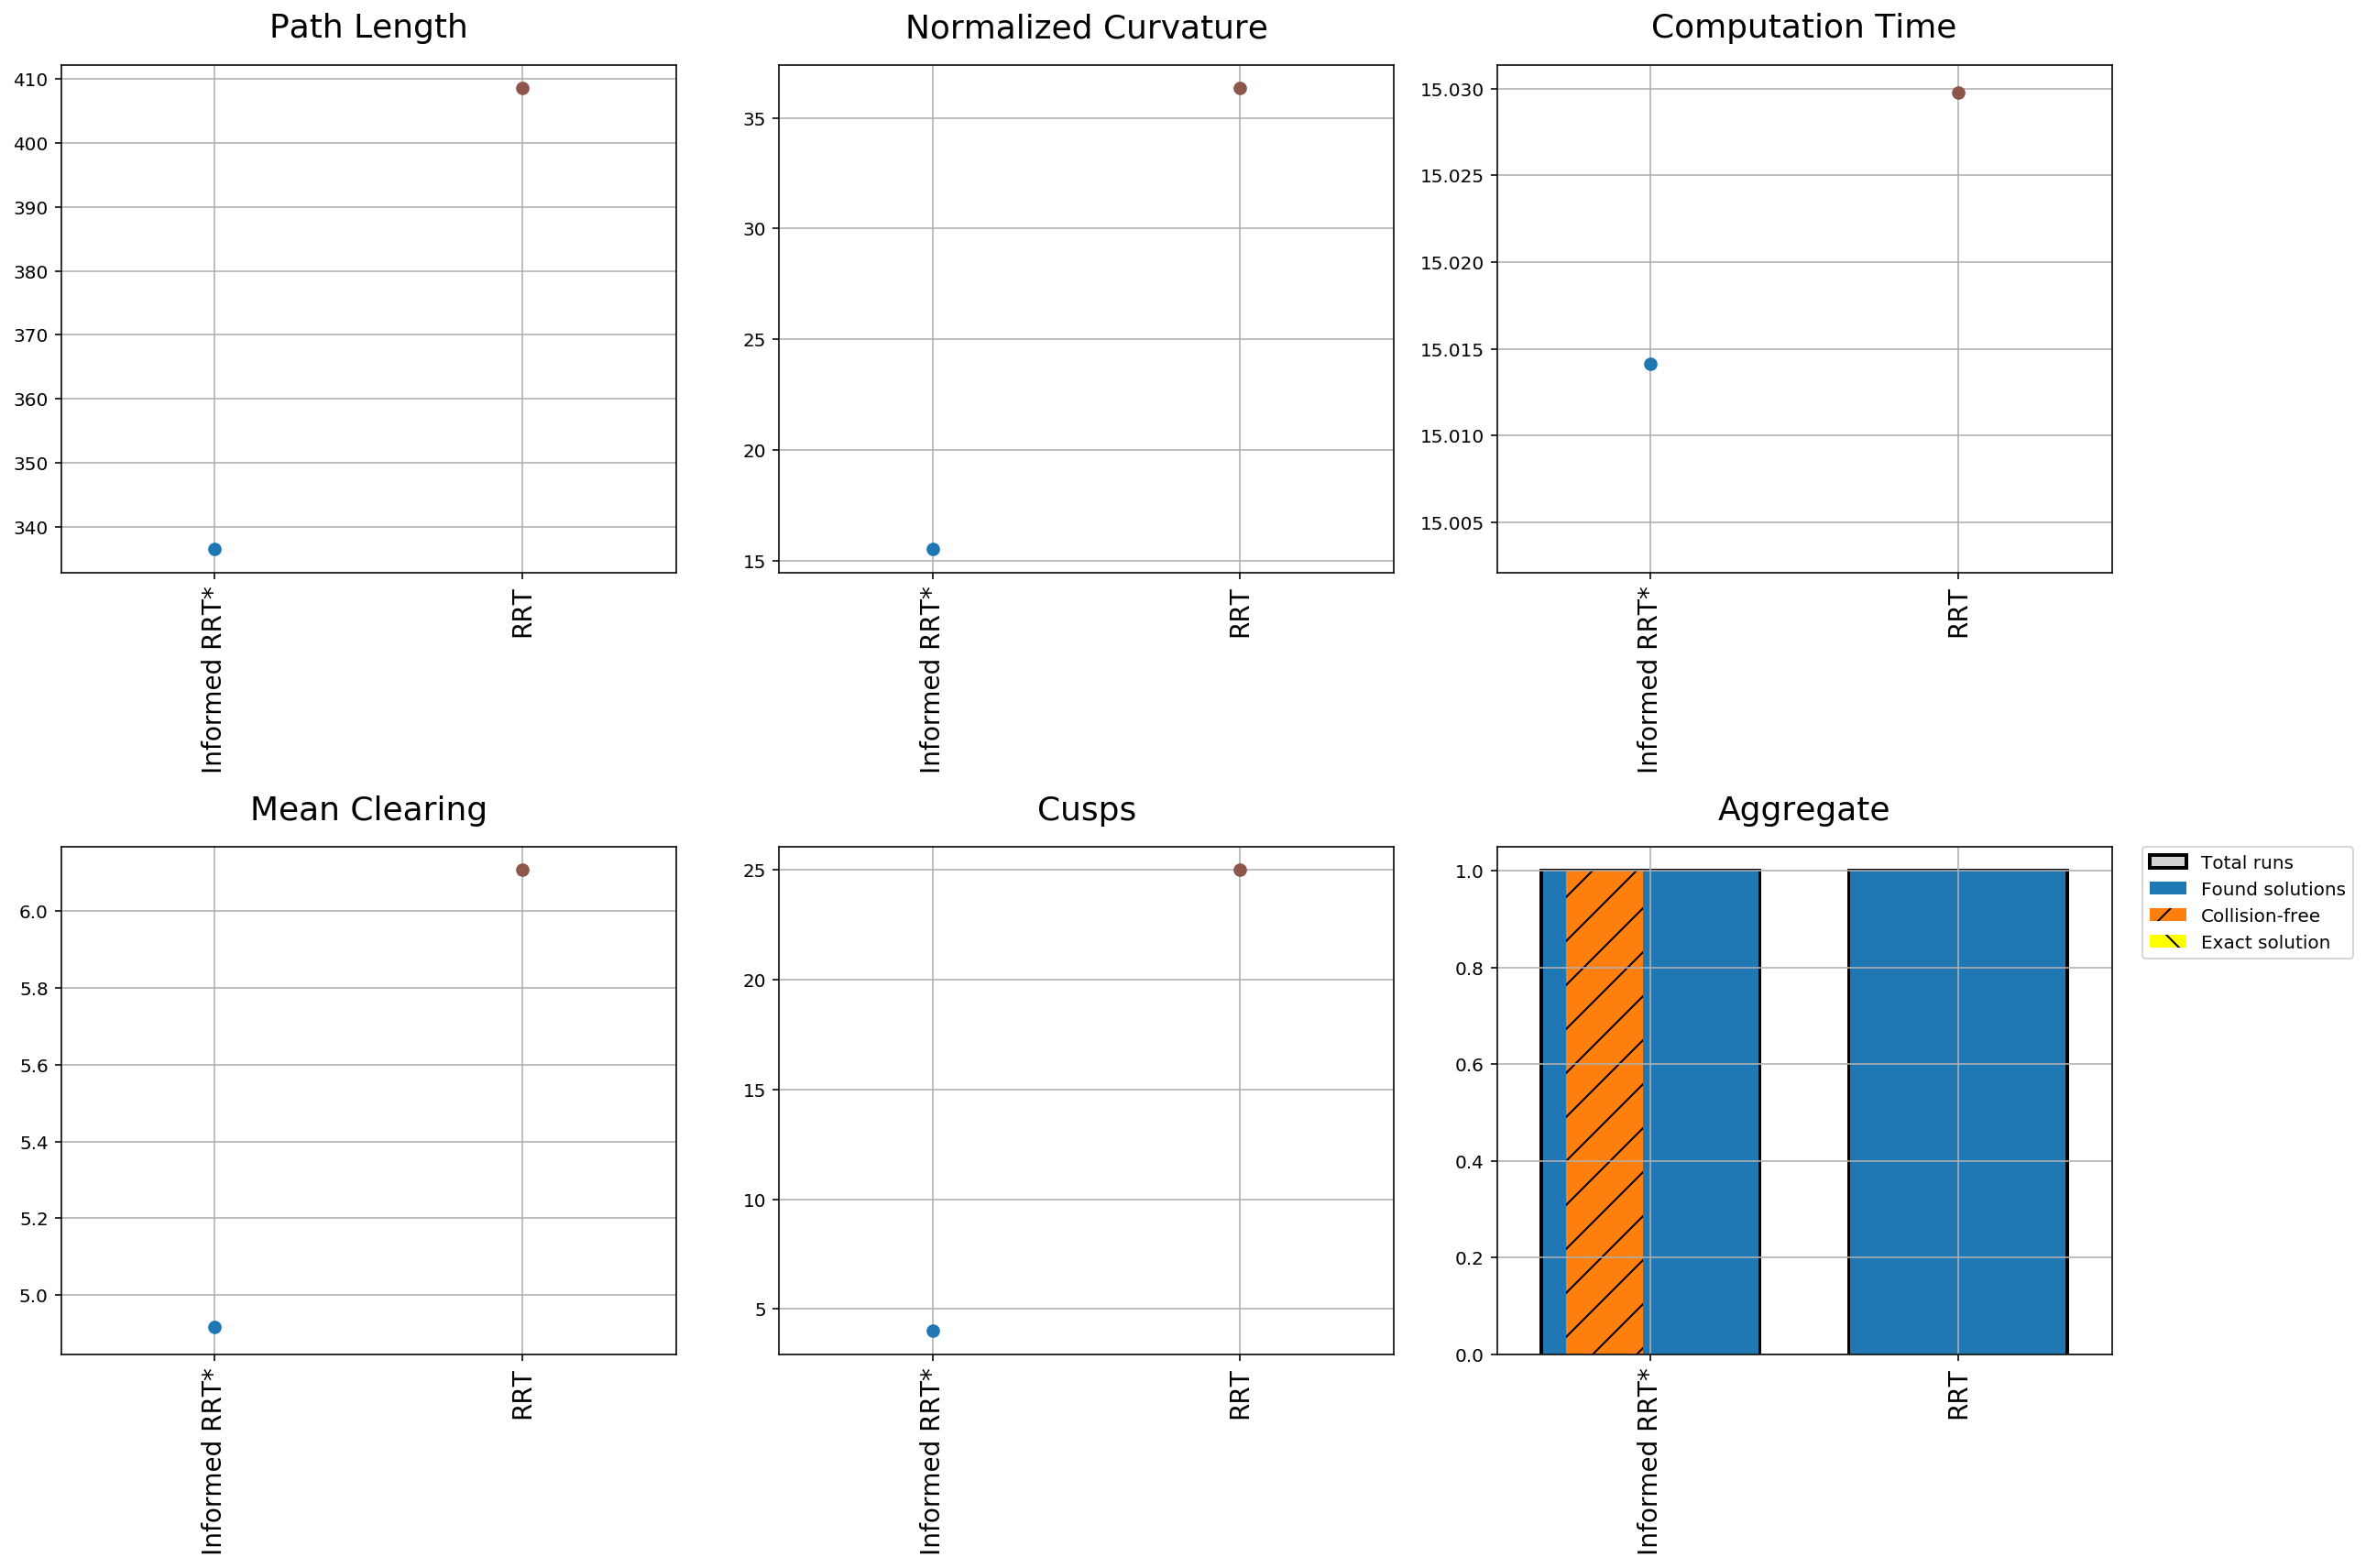 Path Length
410
400
390
380
370
360
350
340
Informed RRT*
RRT
Normalized Curvature
35
30
25
20
15
Informed RRT*
RRT
Computation Time
15.030
15.025
15.020
15.015
15.010
15.005
Informed RRT*
RRT
Mean Clearing
6.0
5.8
5.6
5.4
5.2
5.0
Informed RRT*
RRT
Cusps
25
20
15
10
5
Informed RRT*
RRT
Aggregate
1.0
0.8
0.6
0.4
0.2
0.0
Informed RRT*
RRT
Total runs
Found solutions
Collision-free
Exact solution